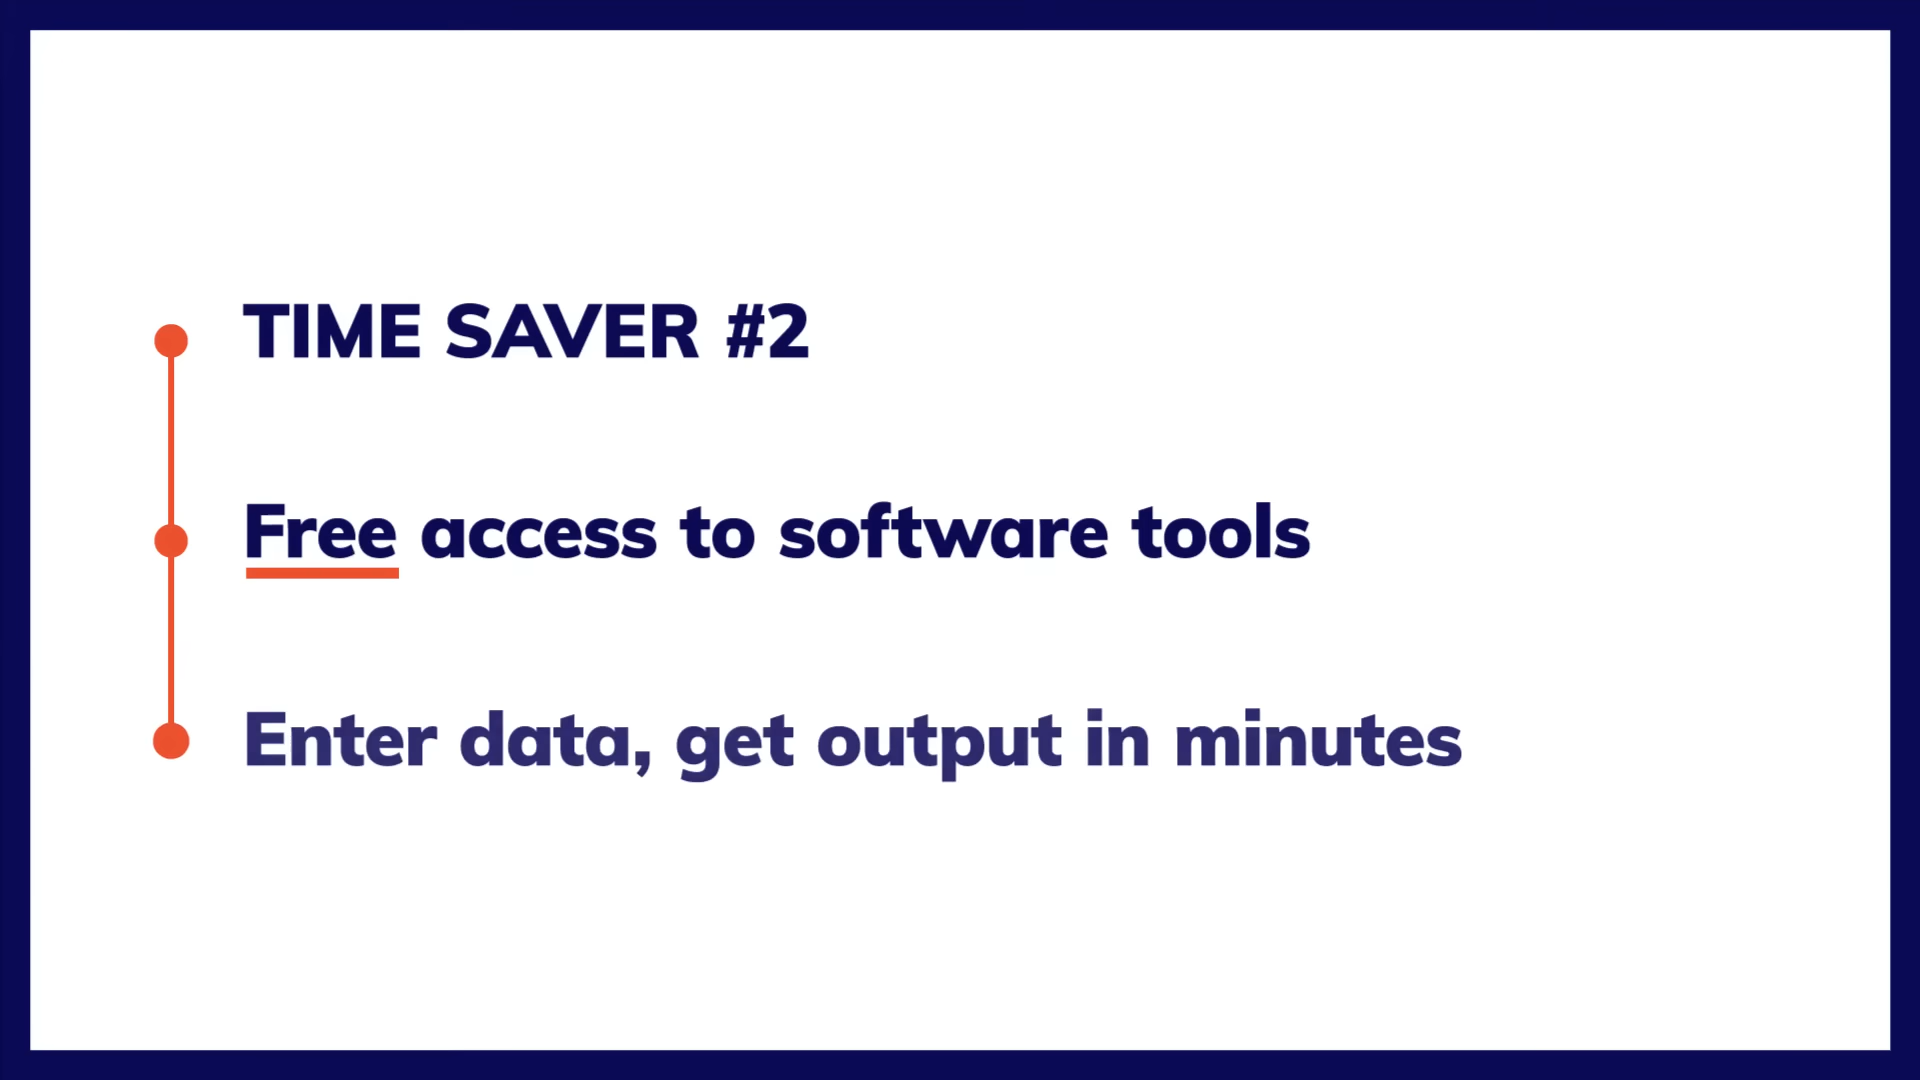 TIME SAVER #2
Free access to software tools
Enter data, get output in minutes